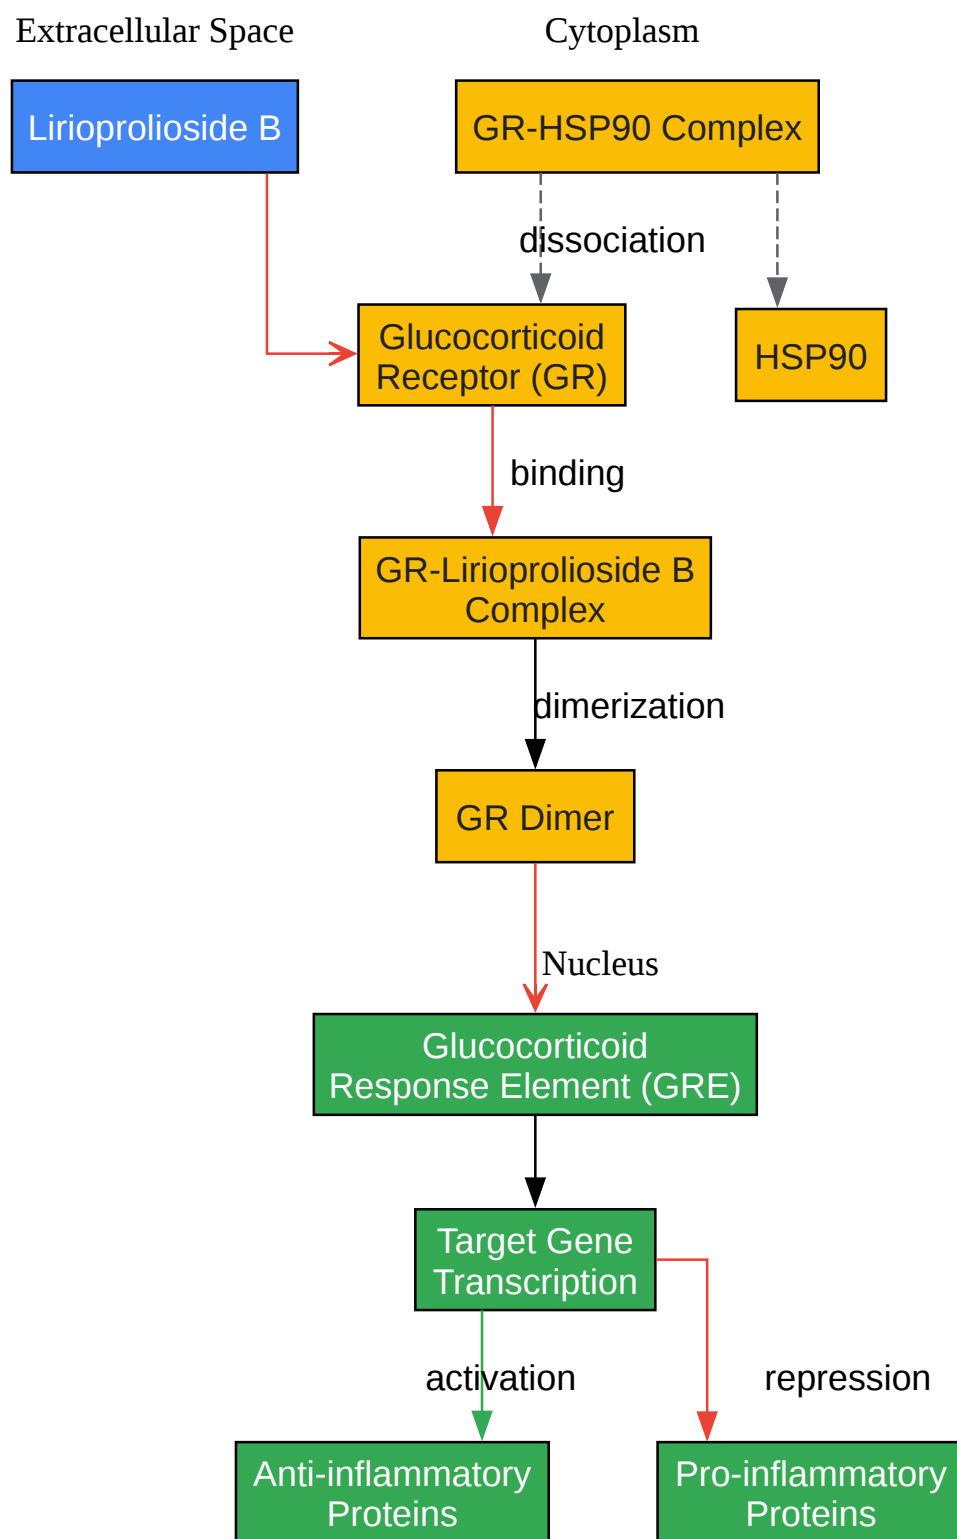 Extracellular Space
Cytoplasm
Lirioprolioside B
GR-HSP90 Complex
dissociation
Glucocorticoid
Receptor (GR)
HSP90
binding
GR-Lirioprolioside B
Complex
dimerization
GR Dimer
Nucleus
Glucocorticoid
Response Element (GRE)
Target Gene
Transcription
activation
repression
Anti-inflammatory
Proteins
Pro-inflammatory
Proteins